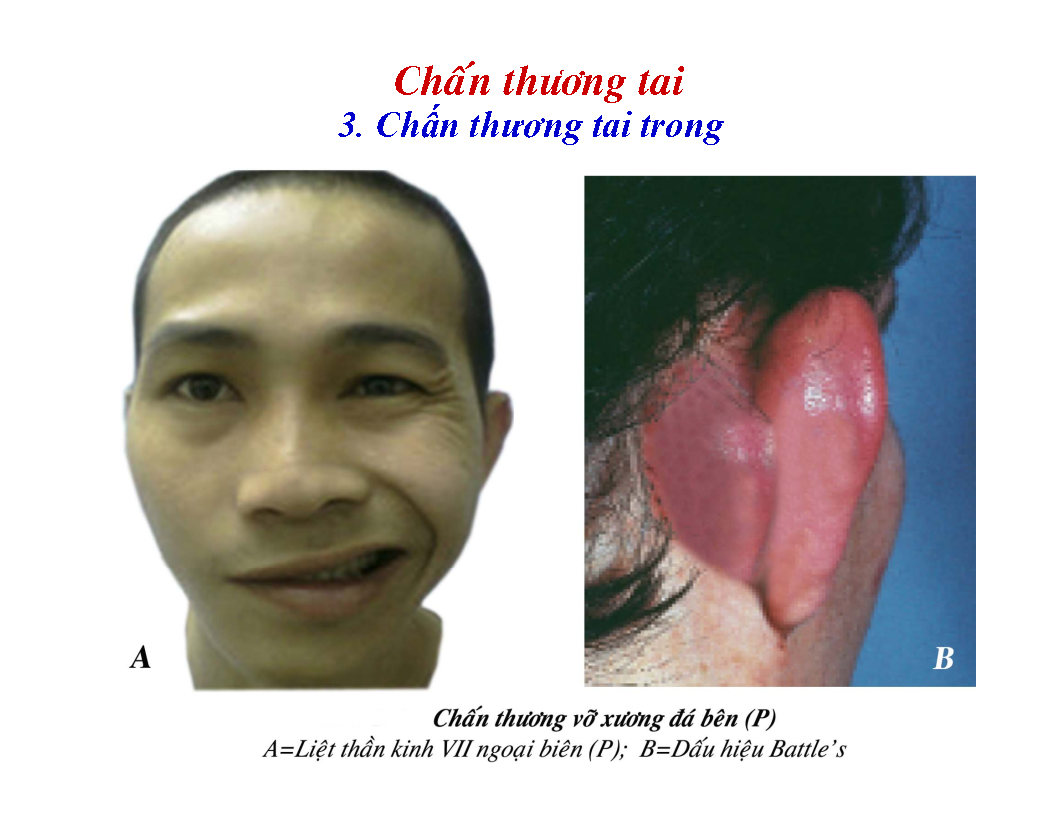 Chấn thương tai
3. Chấn thương tai trong
A
B
Chấn thương vỡ xương đá bên (P)
A=Liệt thần kinh VII ngoại biên (P); B=Dấu hiệu Battle's